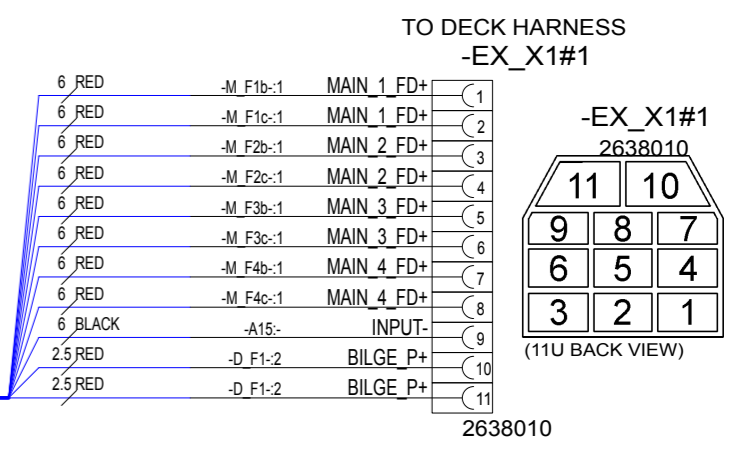 TO DECK HARNESS
-EX_X1#1
6 RED -M_F1b-:1 MAIN_1_FD+ 1
6 RED -M_F1c-:1 MAIN_1_FD+ 2
6 RED -M_F2b-:1 MAIN_2_FD+ 3
6 RED -M_F2c-:1 MAIN_2_FD+ 4
6 RED -M_F3b-:1 MAIN_3_FD+ 5
6 RED -M_F3c-:1 MAIN_3_FD+ 6
6 RED -M_F4b-:1 MAIN_4_FD+ 7
6 RED -M_F4c-:1 MAIN_4_FD+ 8
6 BLACK -A15:- INPUT- 9
2.5 RED -D_F1-:2 BILGE_P+ 10
2.5 RED -D_F1-:2 BILGE_P+ 11
2638010
-EX_X1#1
2638010
11 10
9 8 7
6 5 4
3 2 1
(11U BACK VIEW)